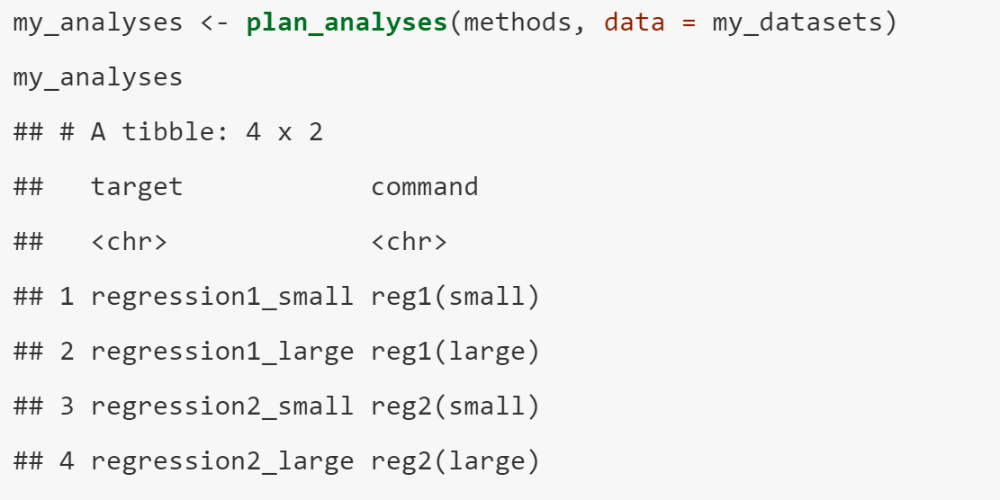 my_analyses <- plan_analyses(methods, data = my_datasets)
my_analyses
## # A tibble: 4 x 2
##   target            command
##   <chr>             <chr>
## 1 regression1_small reg1(small)
## 2 regression1_large reg1(large)
## 3 regression2_small reg2(small)
## 4 regression2_large reg2(large)